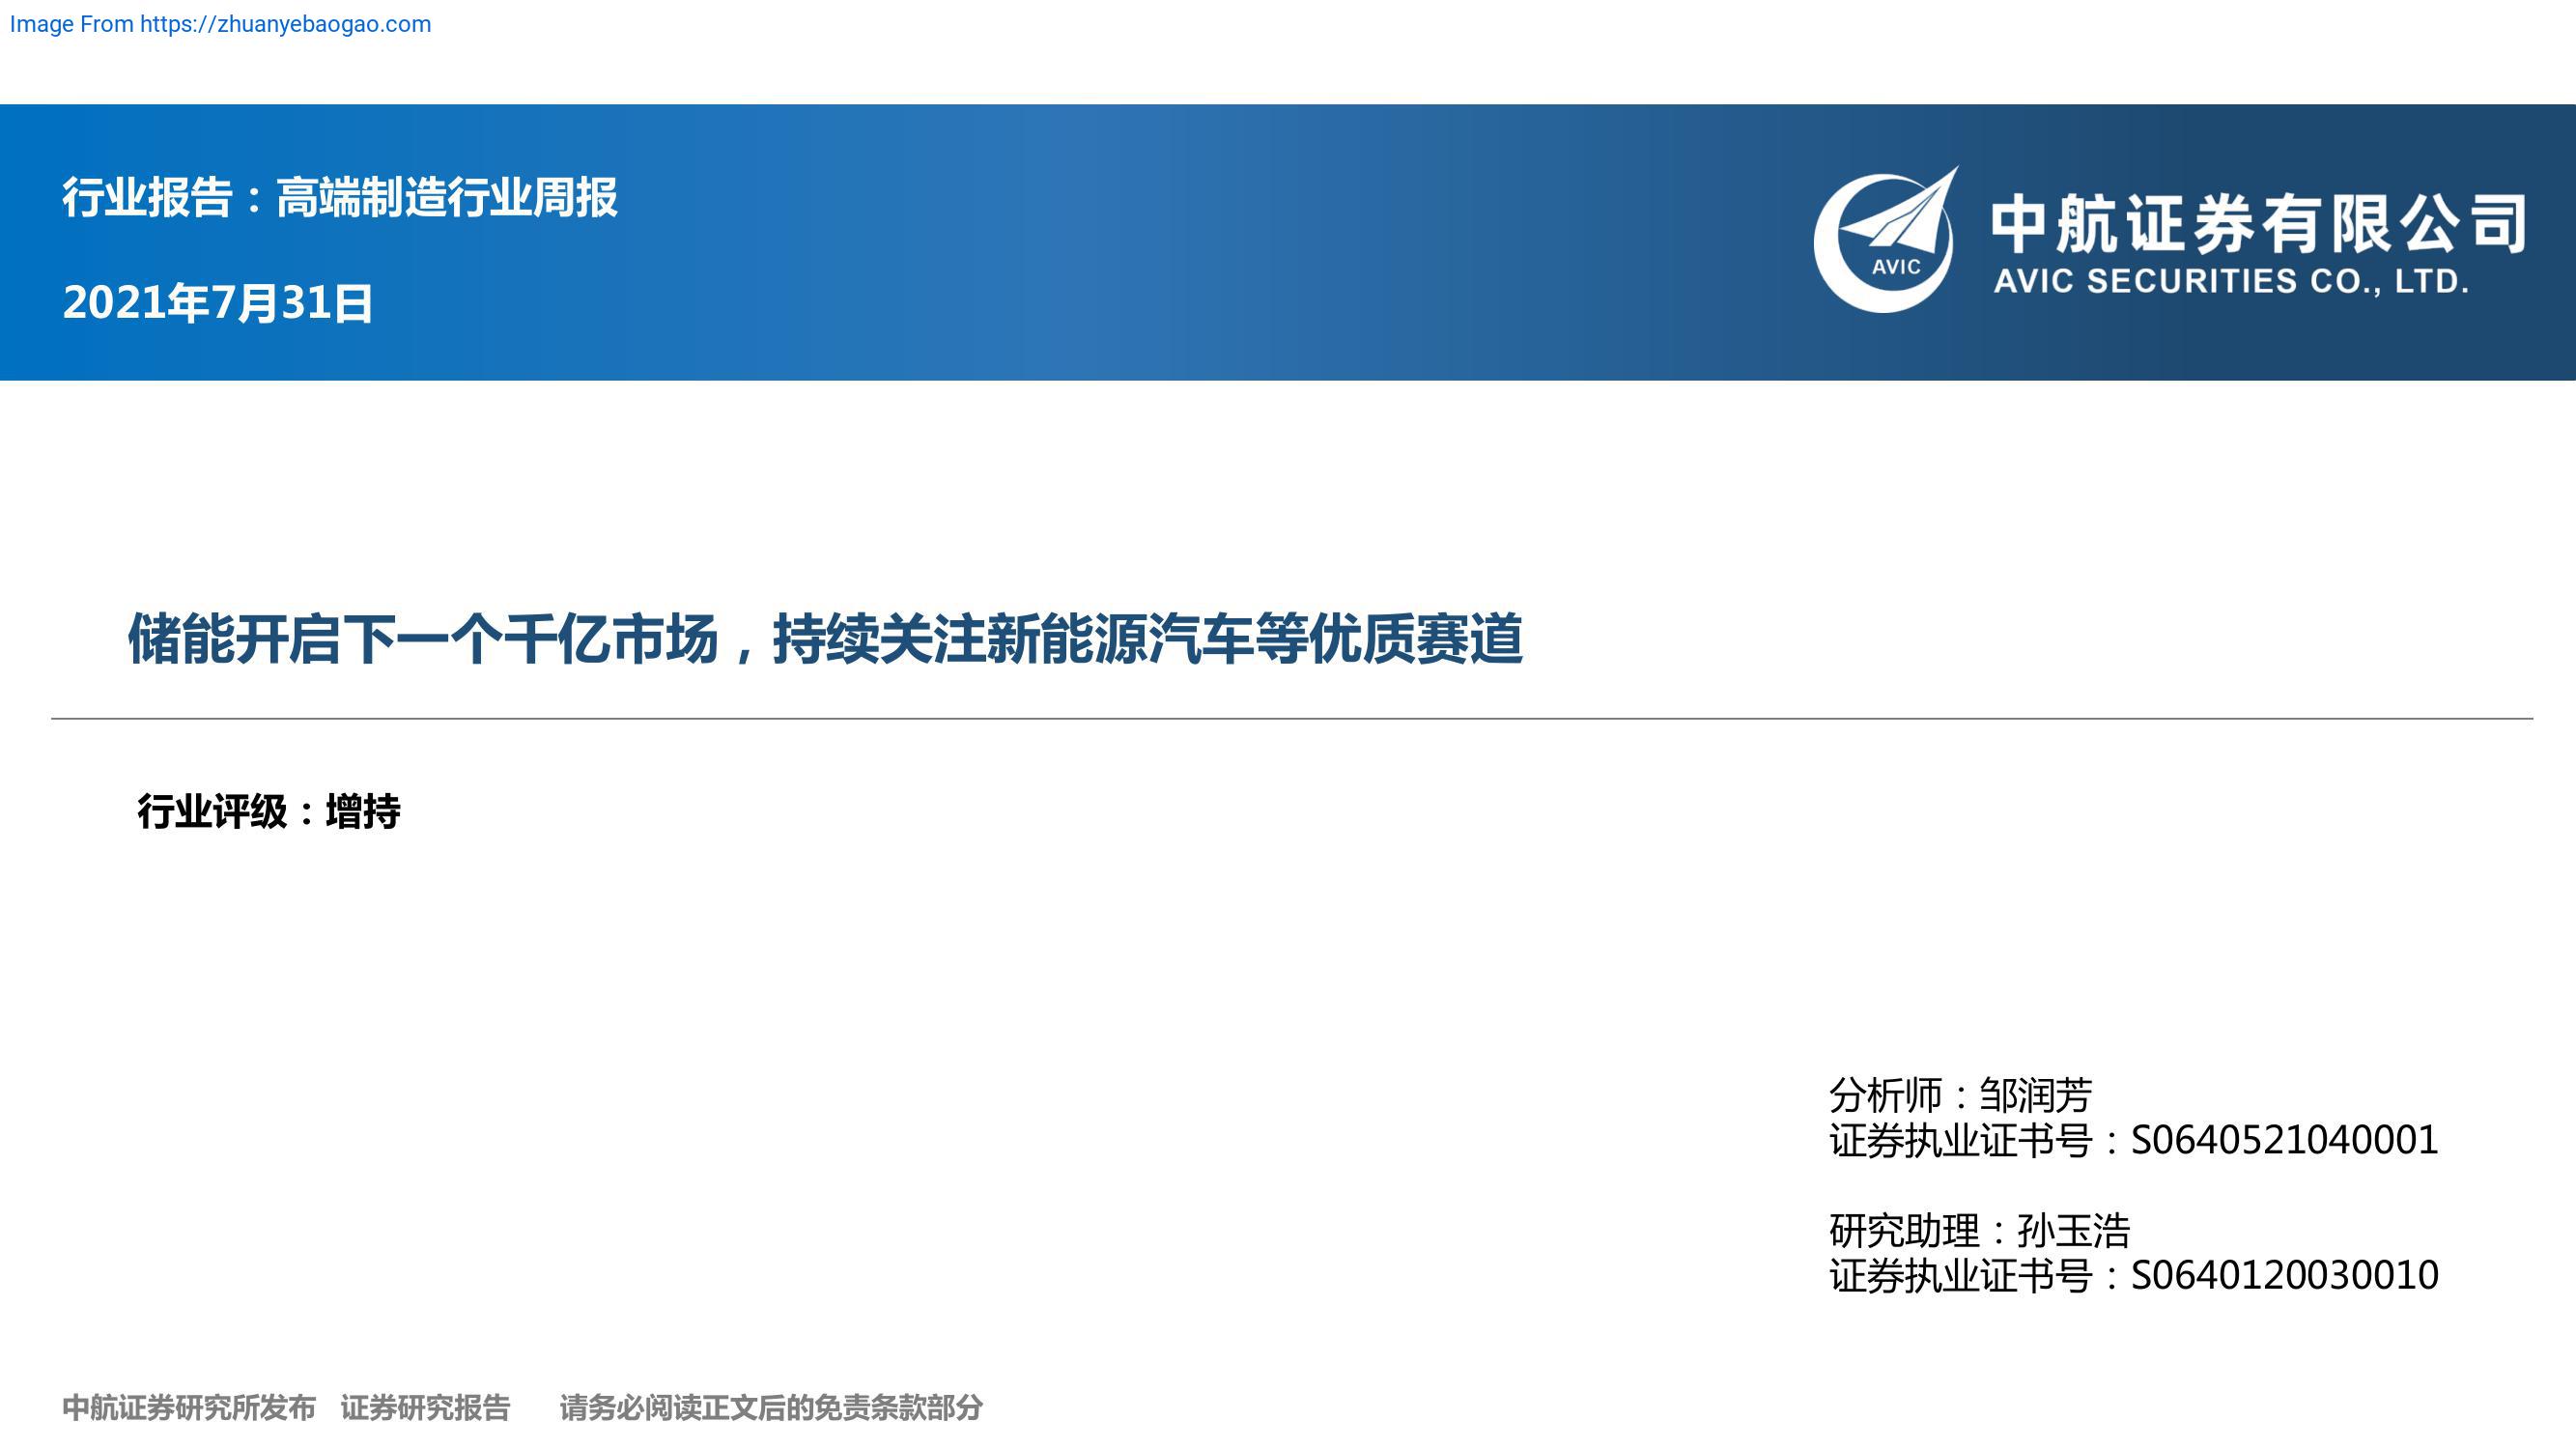 Image From https://zhuanyebaogao.com
行业报告：高端制造行业周报
2021年7月31日
AVIC
中航证券有限公司
AVIC SECURITIES CO., LTD.
储能开启下一个千亿市场，持续关注新能源汽车等优质赛道
行业评级：增持
分析师：邹润芳
证券执业证书号：S0640521040001
研究助理：孙玉浩
证券执业证书号：S0640120030010
中航证券研究所发布 证券研究报告 请务必阅读正文后的免责条款部分